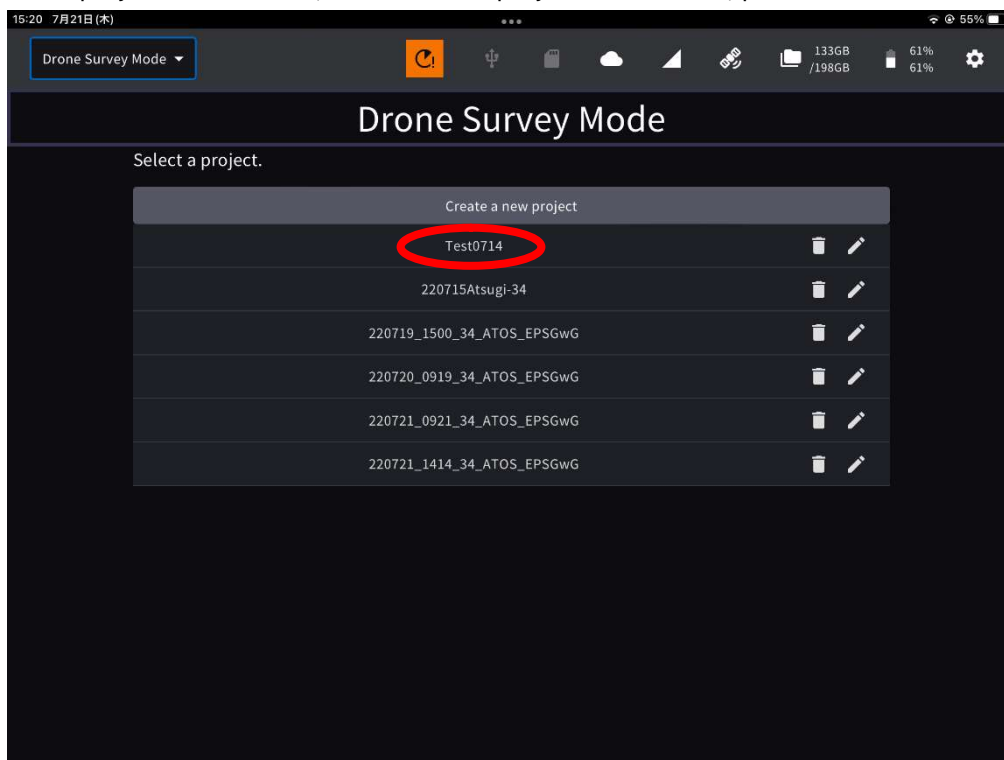 15:20 7月21日(木)
55%
Drone Survey Mode
133GB
/198GB
61%
61%
Drone Survey Mode
Select a project.
Create a new project
Test0714
220715Atsugi-34
220719_1500_34_ATOS_EPSGwG
220720_0919_34_ATOS_EPSGwG
220721_0921_34_ATOS_EPSGwG
220721_1414_34_ATOS_EPSGwG